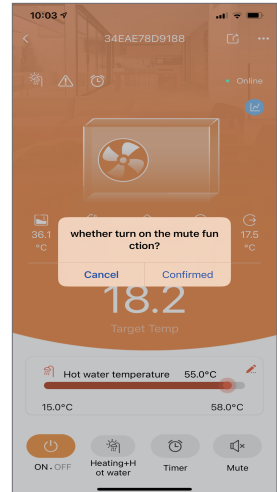 10:03
34EAE78D9188
Online
36.1
°C
17.5
°C
whether turn on the mute fun
ction?
Cancel
Confirmed
18.2
Target Temp
Hot water temperature 55.0°C
15.0°C
58.0°C
ON
OFF
Heating+H
ot water
Timer
Mute